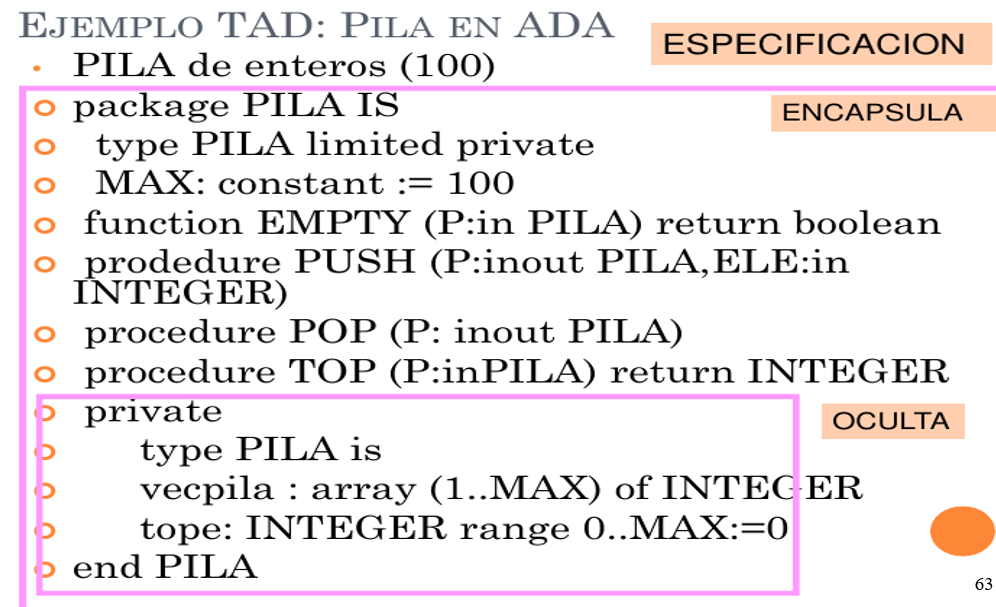 EJEMPLO TAD: PILA EN ADA
ESPECIFICACION
• PILA de enteros (100)
package PILA IS
ENCAPSULA
type PILA limited private
MAX: constant := 100
function EMPTY (P:in PILA) return boolean
prodedure PUSH (P:inout PILA,ELE:in
INTEGER)
procedure POP (P: inout PILA)
procedure TOP (P:inPILA) return INTEGER
private
OCULTA
type PILA is
vecpila : array (1..MAX) of INTEGER
tope: INTEGER range 0..MAX:=0
end PILA
63